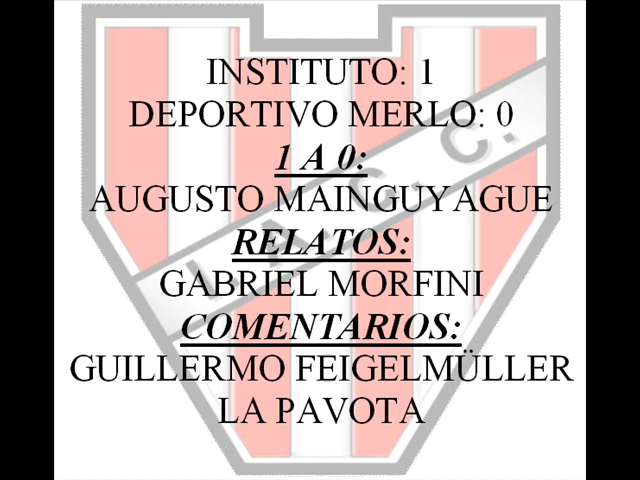 INSTITUTO: 1
DEPORTIVO MERLO: 0
1 A 0:
AUGUSTO MAINGUYAGUE
RELATOS:
GABRIEL MORFINI
COMENTARIOS:
GUILLERMO FEIGELMÜLLER
LA PAVOTA
I. A. C. C.